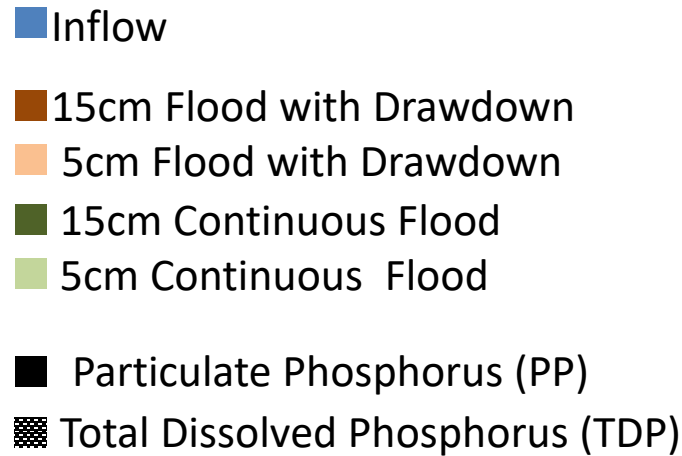 Inflow
15cm Flood with Drawdown
5cm Flood with Drawdown
15cm Continuous Flood
5cm Continuous Flood
Particulate Phosphorus (PP)
Total Dissolved Phosphorus (TDP)